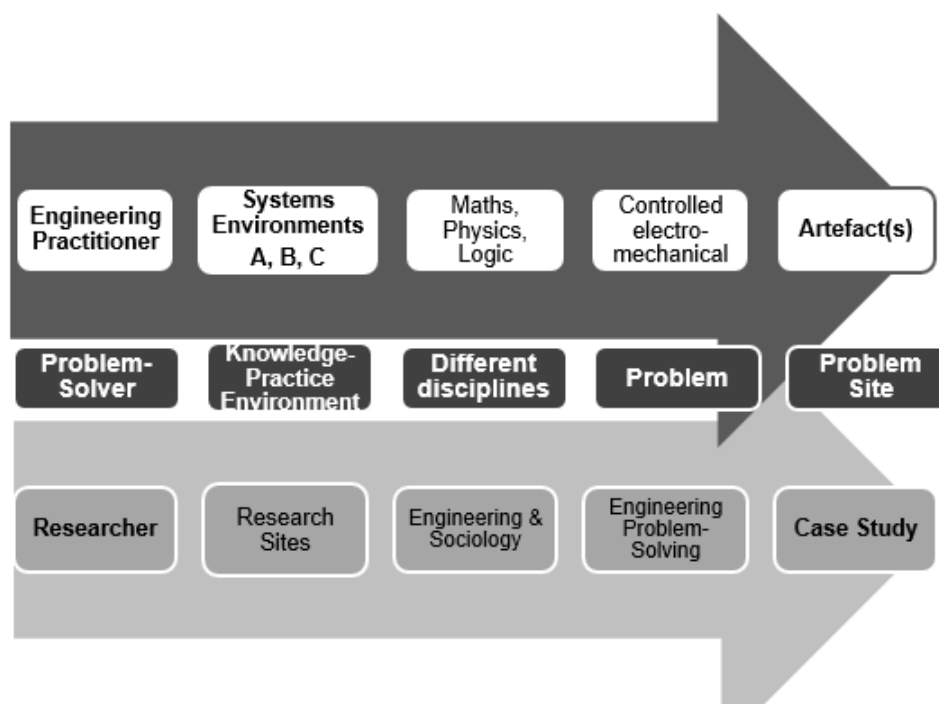 Engineering
Practitioner
Systems
Environments
A, B, C
Maths,
Physics,
Logic
Controlled
electro-
mechanical
Artefact(s)
Problem-
Solver
Knowledge-
Practice
Environment
Different
disciplines
Problem
Problem
Site
Researcher
Research
Sites
Engineering &
Sociology
Engineering
Problem-
Solving
Case Study